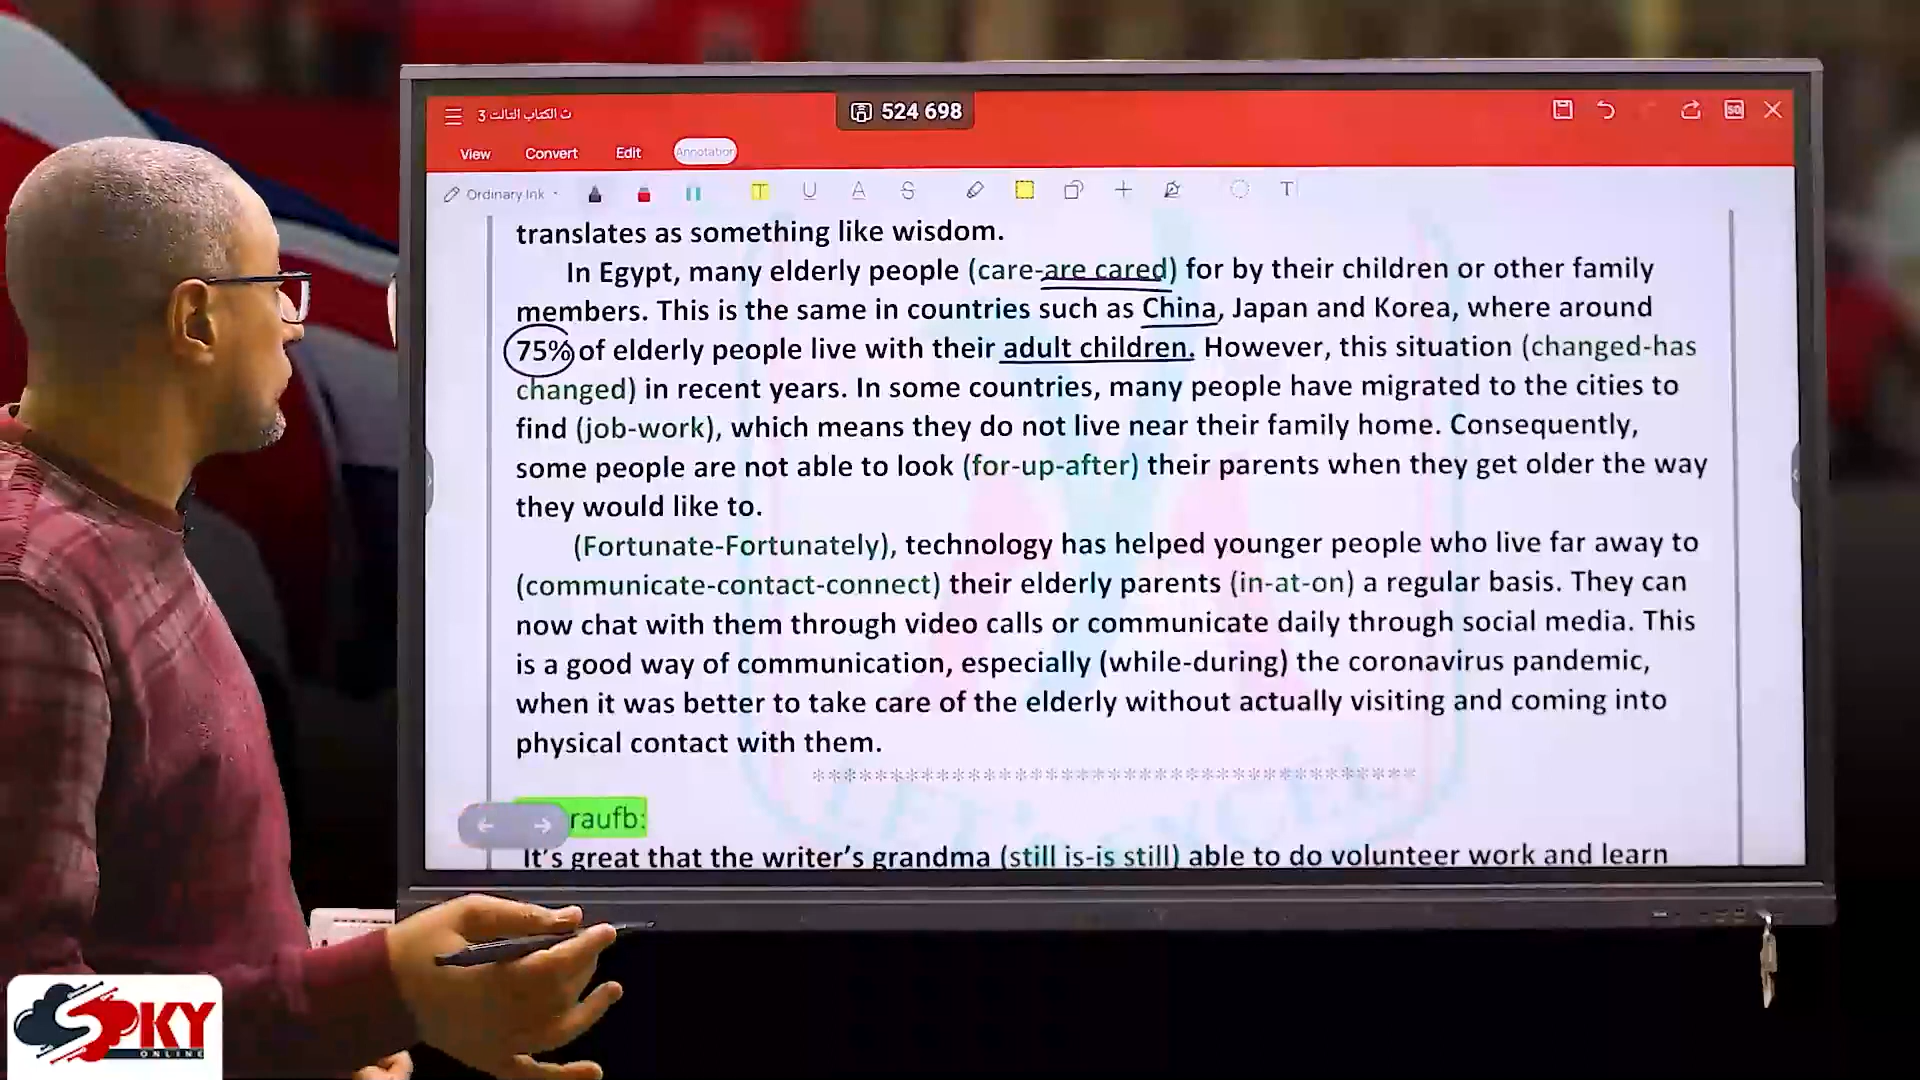 3 ث الكتاب التالت
524 698
View Convert Edit Annotation
Ordinary Ink
translates as something like wisdom.
In Egypt, many elderly people (care-are cared) for by their children or other family
members. This is the same in countries such as China, Japan and Korea, where around
75% of elderly people live with their adult children. However, this situation (changed-has
changed) in recent years. In some countries, many people have migrated to the cities to
find (job-work), which means they do not live near their family home. Consequently,
some people are not able to look (for-up-after) their parents when they get older the way
they would like to.
(Fortunate-Fortunately), technology has helped younger people who live far away to
(communicate-contact-connect) their elderly parents (in-at-on) a regular basis. They can
now chat with them through video calls or communicate daily through social media. This
is a good way of communication, especially (while-during) the coronavirus pandemic,
when it was better to take care of the elderly without actually visiting and coming into
physical contact with them.
************************************
raufb:
It's great that the writer's grandma (still is-is still) able to do volunteer work and learn
SKY
ONLINE